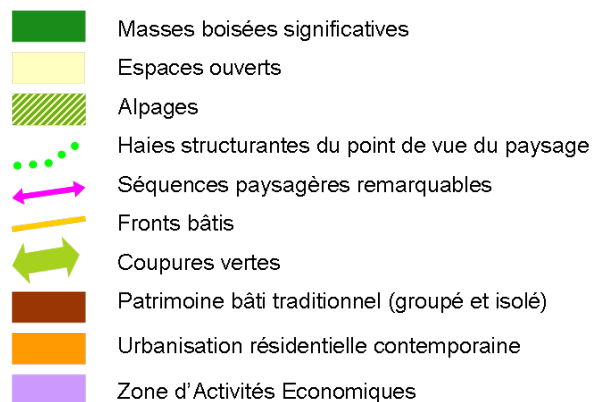 Masses boisées significatives
Espaces ouverts
Alpages
Haies structurantes du point de vue du paysage
Séquences paysagères remarquables
Fronts bâtis
Coupures vertes
Patrimoine bâti traditionnel (groupé et isolé)
Urbanisation résidentielle contemporaine
Zone d'Activités Economiques